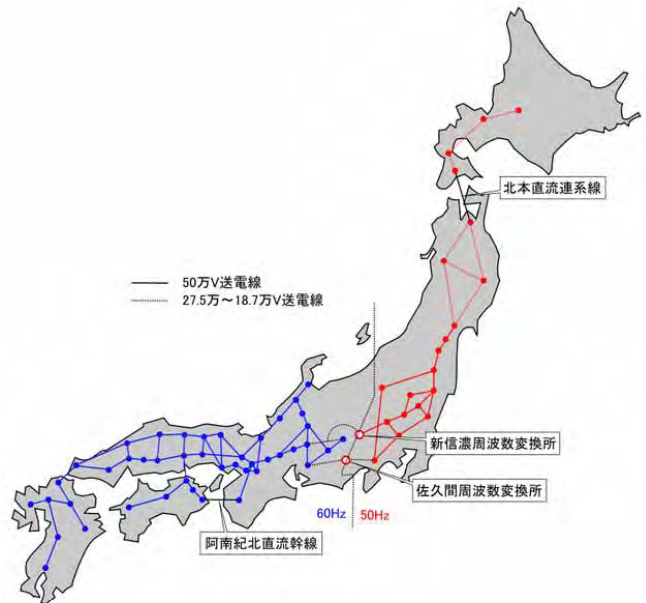 北本直流連系線
50万V送電線
27.5万～18.7万V送電線
新信濃周波数変換所
佐久間周波数変換所
60Hz 50Hz
阿南紀北直流幹線